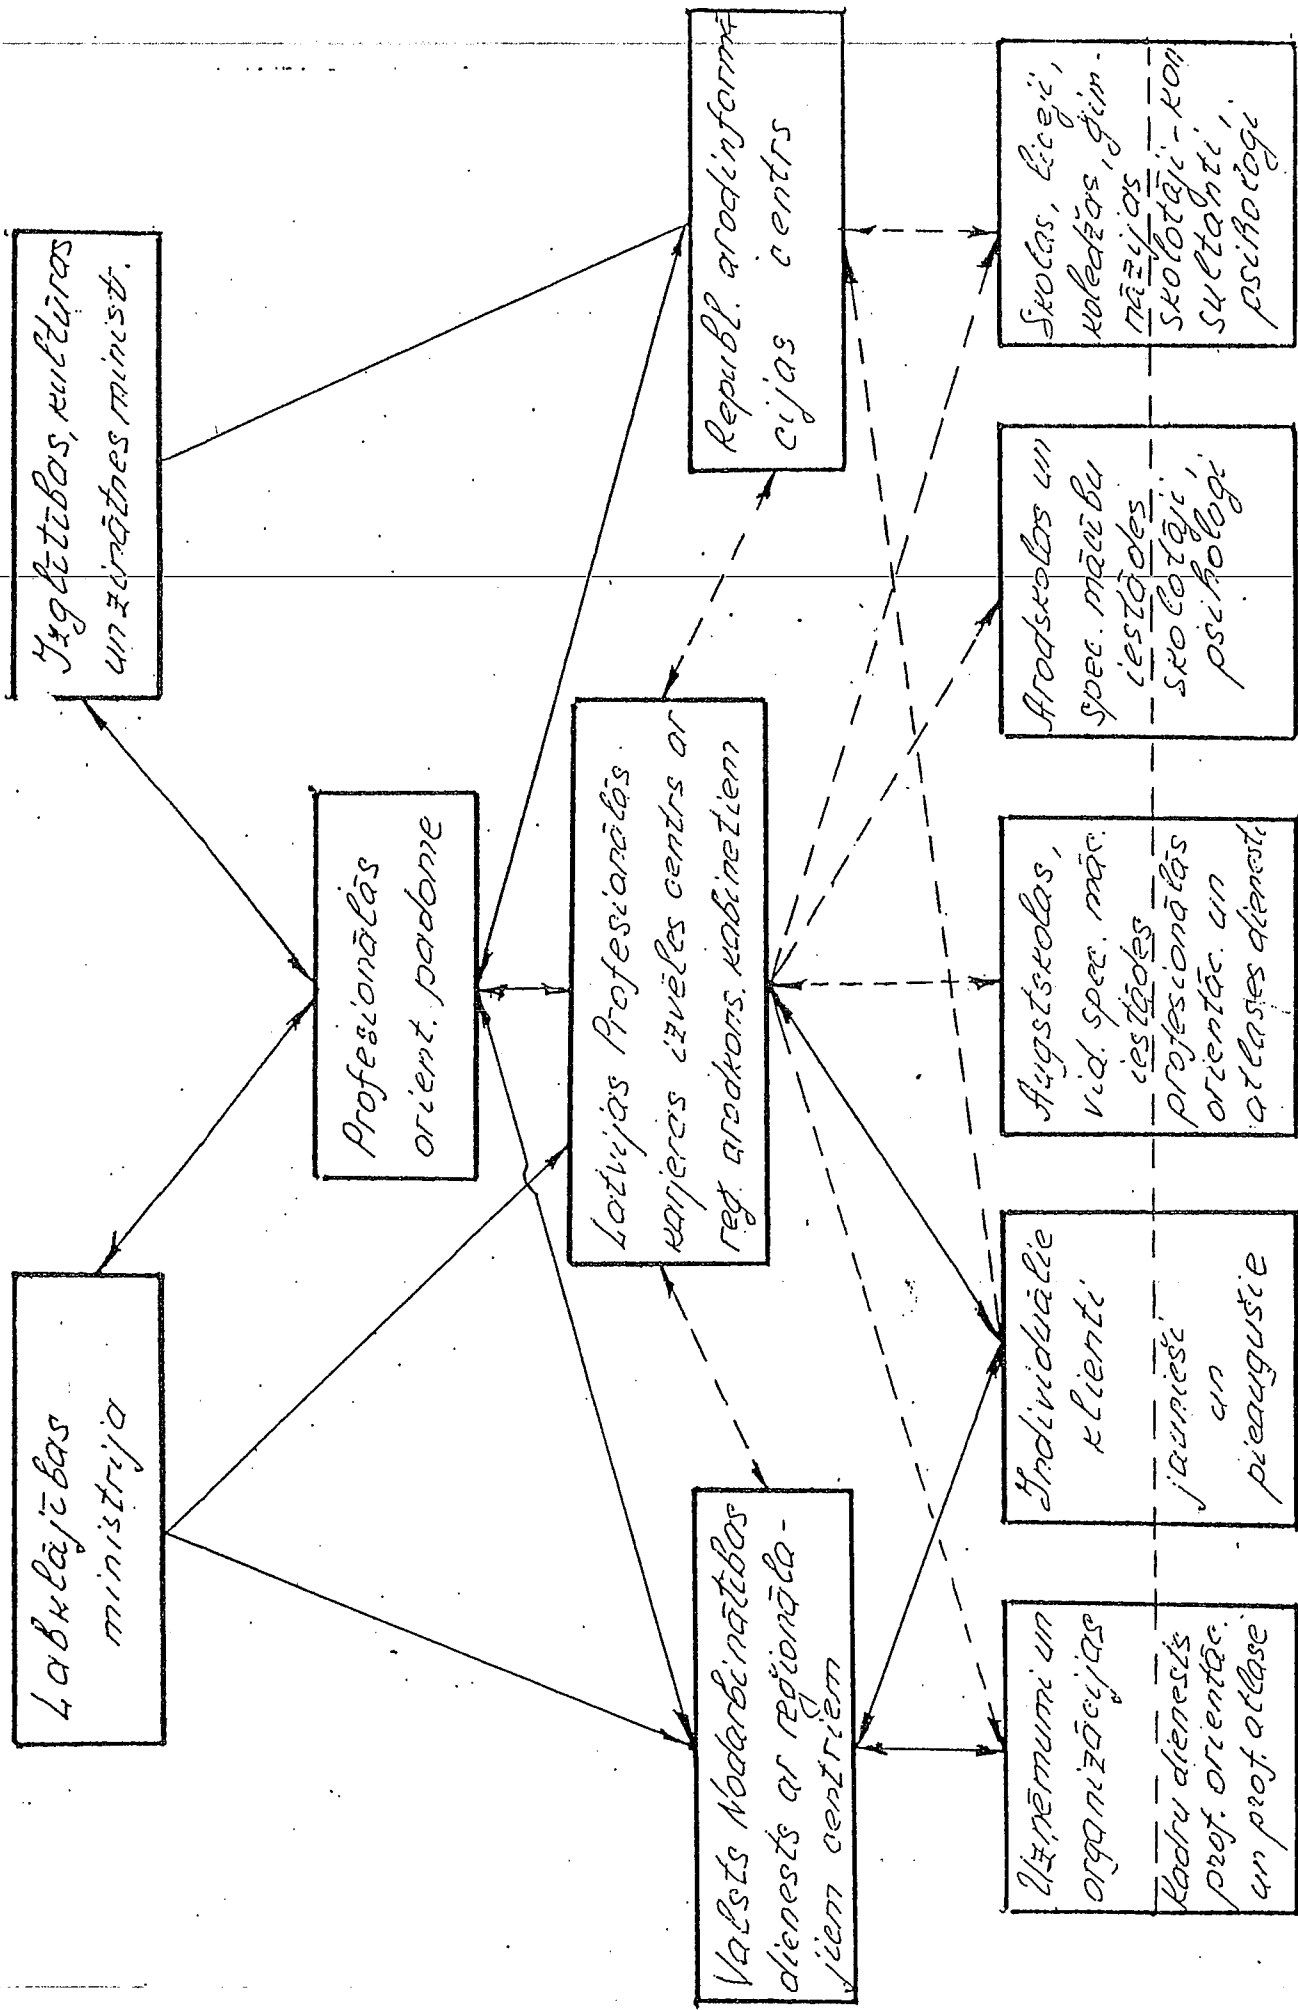 Labklājības
ministrija
Izglītības, kultūras
un zinātnes minist.
Profesionālās
orient. padome
Latvijas Profesionālās
karjeras izvēles centrs ar
reg. arodkons. kabinetiem
Valsts Nodarbinātības
dienests ar reģionāla-
jiem centriem
Republ. arodinformā
cijas centrs
Uzņēmumi un
organizācijas
Kadru dienests
prof. orientāc.
un prof. atlase
Individuālie
klienti
jaunieši
un
pieaugušie
Augstskolas,
vid. spec. māc.
iestādes
profesionālās
orientāc. un
atlases dienesti
Arodskolas un
spec. mācību
iestādes
skolotāji,
psihologi
Skolas, liceji,
koledžas, ģim-
nāzijas
skolotāji-kon
sultanti,
psihologi